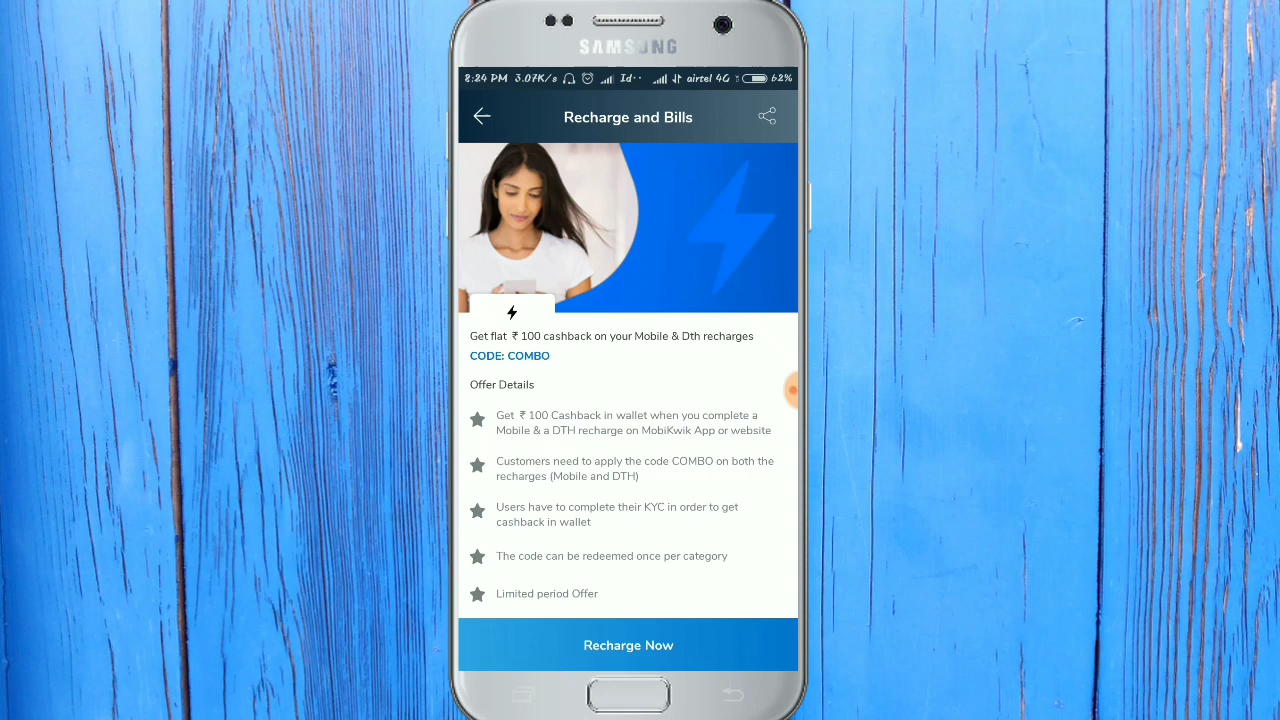 SAMSUNG
8:24 PM 3.07K/s Id·· airtel 4G 62%
Recharge and Bills
Get flat ₹ 100 cashback on your Mobile & Dth recharges
CODE: COMBO
Offer Details
Get ₹ 100 Cashback in wallet when you complete a
Mobile & a DTH recharge on MobiKwik App or website
Customers need to apply the code COMBO on both the
recharges (Mobile and DTH)
Users have to complete their KYC in order to get
cashback in wallet
The code can be redeemed once per category
Limited period Offer
Recharge Now